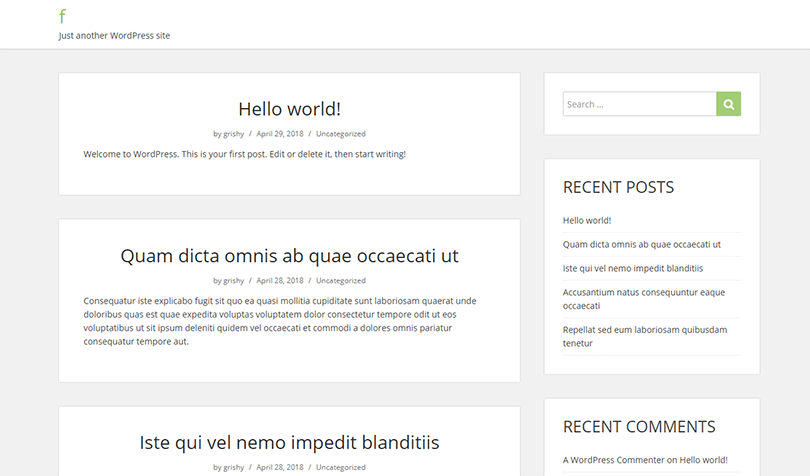 f
Just another WordPress site
Hello world!
by grishy / April 29, 2018 / Uncategorized
Welcome to WordPress. This is your first post. Edit or delete it, then start writing!
Quam dicta omnis ab quae occaecati ut
by grishy / April 28, 2018 / Uncategorized
Consequatur iste explicabo fugit sit quo ea quasi mollitia cupiditate sunt laboriosam quaerat unde
doloribus quas est quae expedita voluptas voluptatem dolor consectetur tempore odit ut eos
voluptatibus ut sit ipsum deleniti quidem vel occaecati et commodi a dolores omnis pariatur
consequatur tempore aut.
Iste qui vel nemo impedit blanditiis
by grishy / April 28, 2018 / Uncategorized
Search ...
RECENT POSTS
Hello world!
Quam dicta omnis ab quae occaecati ut
Iste qui vel nemo impedit blanditiis
Accusantium natus consequuntur eaque
occaecati
Repellat sed eum laboriosam quibusdam
tenetur
RECENT COMMENTS
A WordPress Commenter on Hello world!